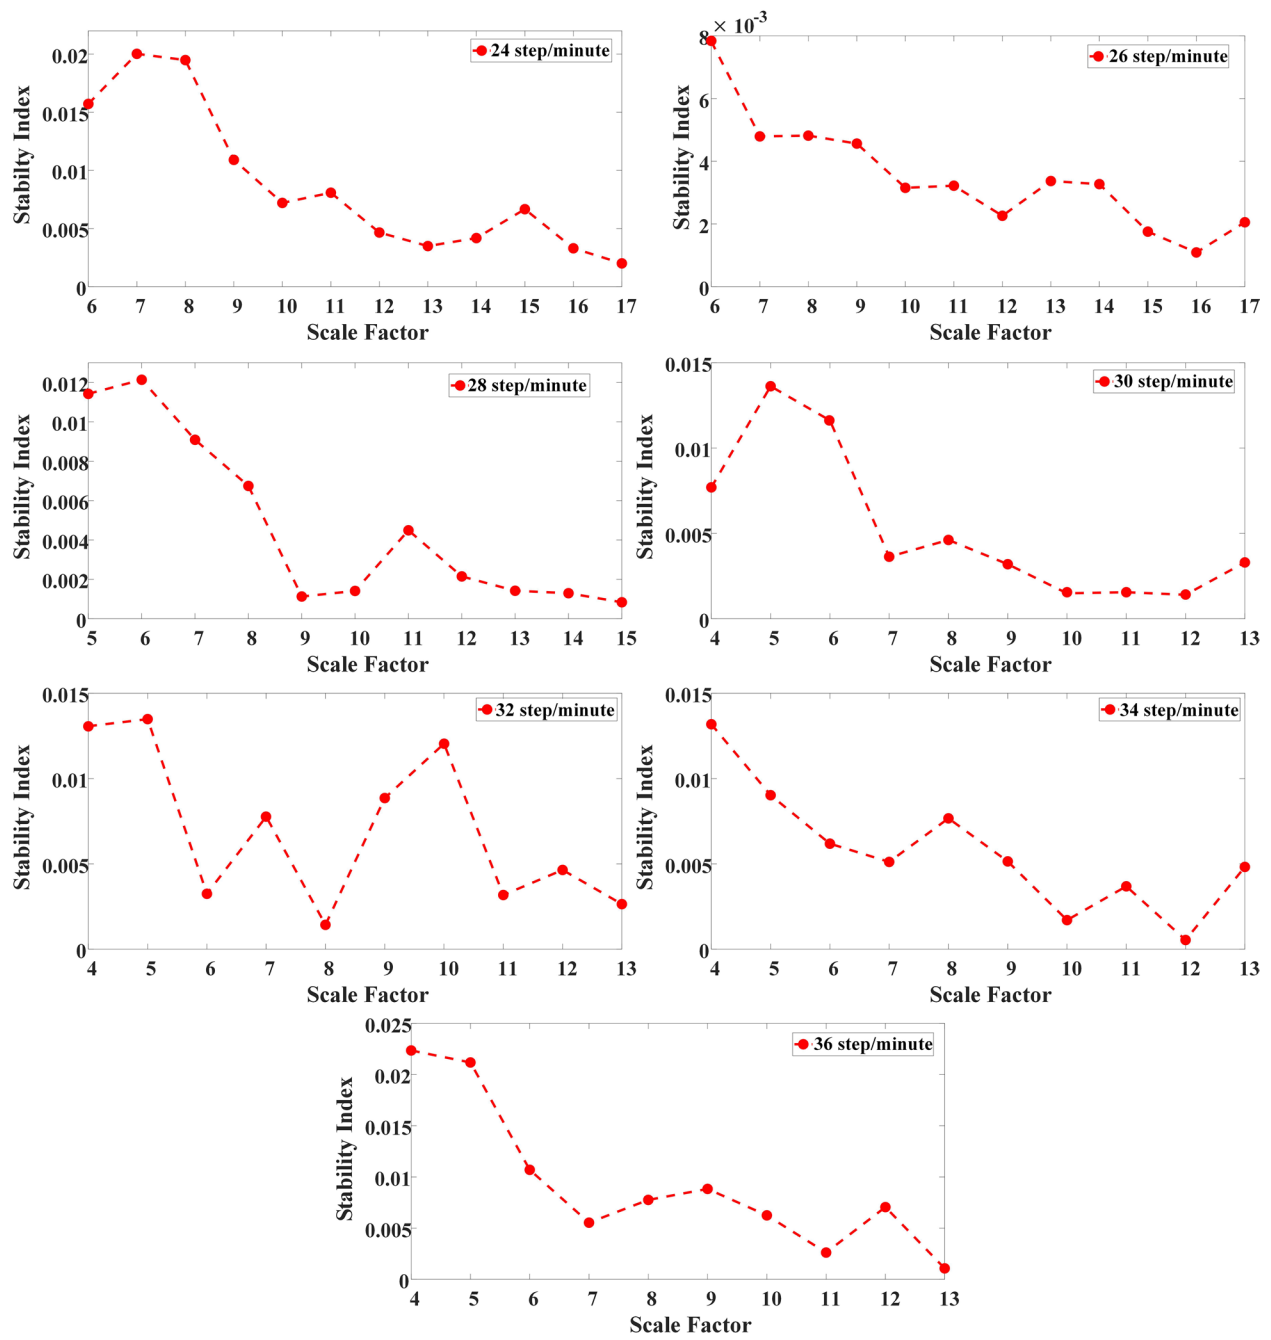 24 step/minute
0.02
0.015
0.01
0.005
0
Stabilty Index
6 7 8 9 10 11 12 13 14 15 16 17
Scale Factor
× 10-3
26 step/minute
8
6
4
2
0
Stability Index
6 7 8 9 10 11 12 13 14 15 16 17
Scale Factor
28 step/minute
0.012
0.01
0.008
0.006
0.004
0.002
0
Stability Index
5 6 7 8 9 10 11 12 13 14 15
Scale Factor
30 step/minute
0.015
0.01
0.005
0
Stability Index
4 5 6 7 8 9 10 11 12 13
Scale Factor
32 step/minute
0.015
0.01
0.005
0
Stability Index
4 5 6 7 8 9 10 11 12 13
Scale Factor
34 step/minute
0.015
0.01
0.005
0
Stability Index
4 5 6 7 8 9 10 11 12 13
Scale Factor
36 step/minute
0.025
0.02
0.015
0.01
0.005
0
Stability Index
4 5 6 7 8 9 10 11 12 13
Scale Factor